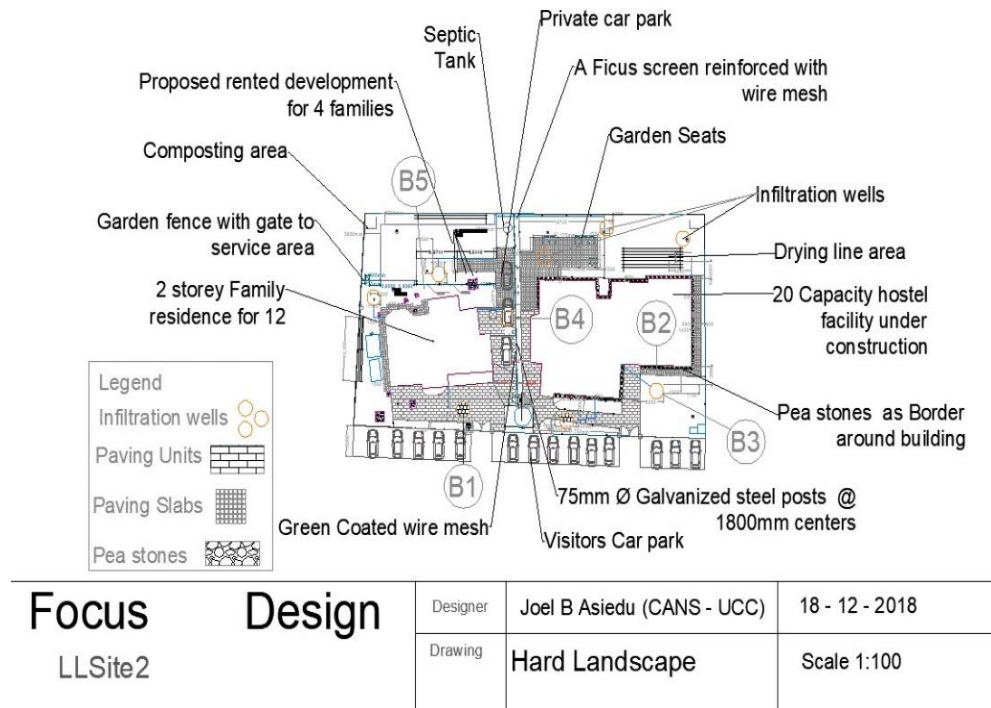 Private car park
Septic
Tank
A Ficus screen reinforced with
wire mesh
Proposed rented development
for 4 families
Garden Seats
Composting area
B5
Infiltration wells
Garden fence with gate to
service area
Drying line area
2 storey Family
residence for 12
20 Capacity hostel
facility under
construction
B4
B2
Legend
Infiltration wells
Paving Units
Paving Slabs
Pea stones
Pea stones as Border
around building
B3
B1
75mm Ø Galvanized steel posts @
1800mm centers
Green Coated wire mesh
Visitors Car park
Focus Design
LLSite2
Designer
Joel B Asiedu (CANS - UCC)
18 - 12 - 2018
Drawing
Hard Landscape
Scale 1:100